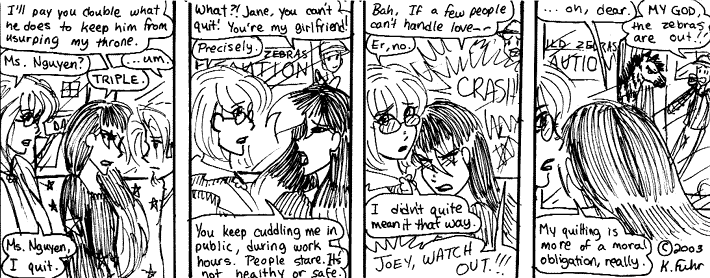 I'll pay you double what
he does to keep him from
usurping my throne.
Ms. Nguyen?
...um.
TRIPLE.
DA
Ms. Nguyen,
I quit.
What?! Jane, you can't
quit! You're my girlfriend!
Precisely.
ZEBRAS
CAUTION
You keep cuddling me in
public, during work
hours. People stare. It's
not healthy or safe.
Bah, If a few people
can't handle love--
Er, no.
CRASH!
I didn't quite
mean it that way.
JOEY, WATCH
OUT!!!
... oh, dear.
MY GOD,
the zebras
are out!!
LD ZEBRAS
AUTIO
My quitting is
more of a moral
obligation, really.
©2003
K. Fuhr